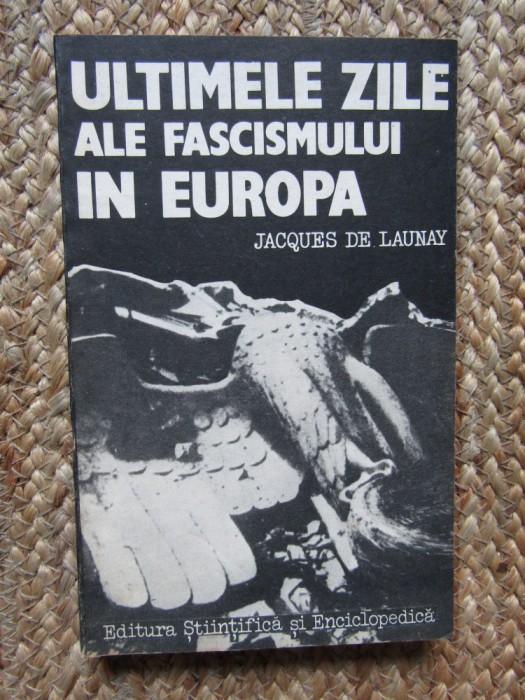 ULTIMELE ZILE
ALE FASCISMULUI
IN EUROPA
JACQUES DE LAUNAY
Editura Științifică și Enciclopedică